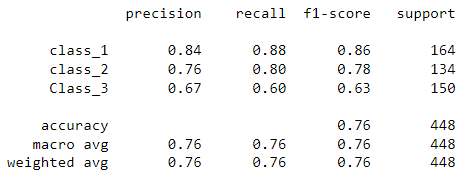 precision recall f1-score support
class_1 0.84 0.88 0.86 164
class_2 0.76 0.80 0.78 134
Class_3 0.67 0.60 0.63 150
accuracy 0.76 448
macro avg 0.76 0.76 0.76 448
weighted avg 0.76 0.76 0.76 448